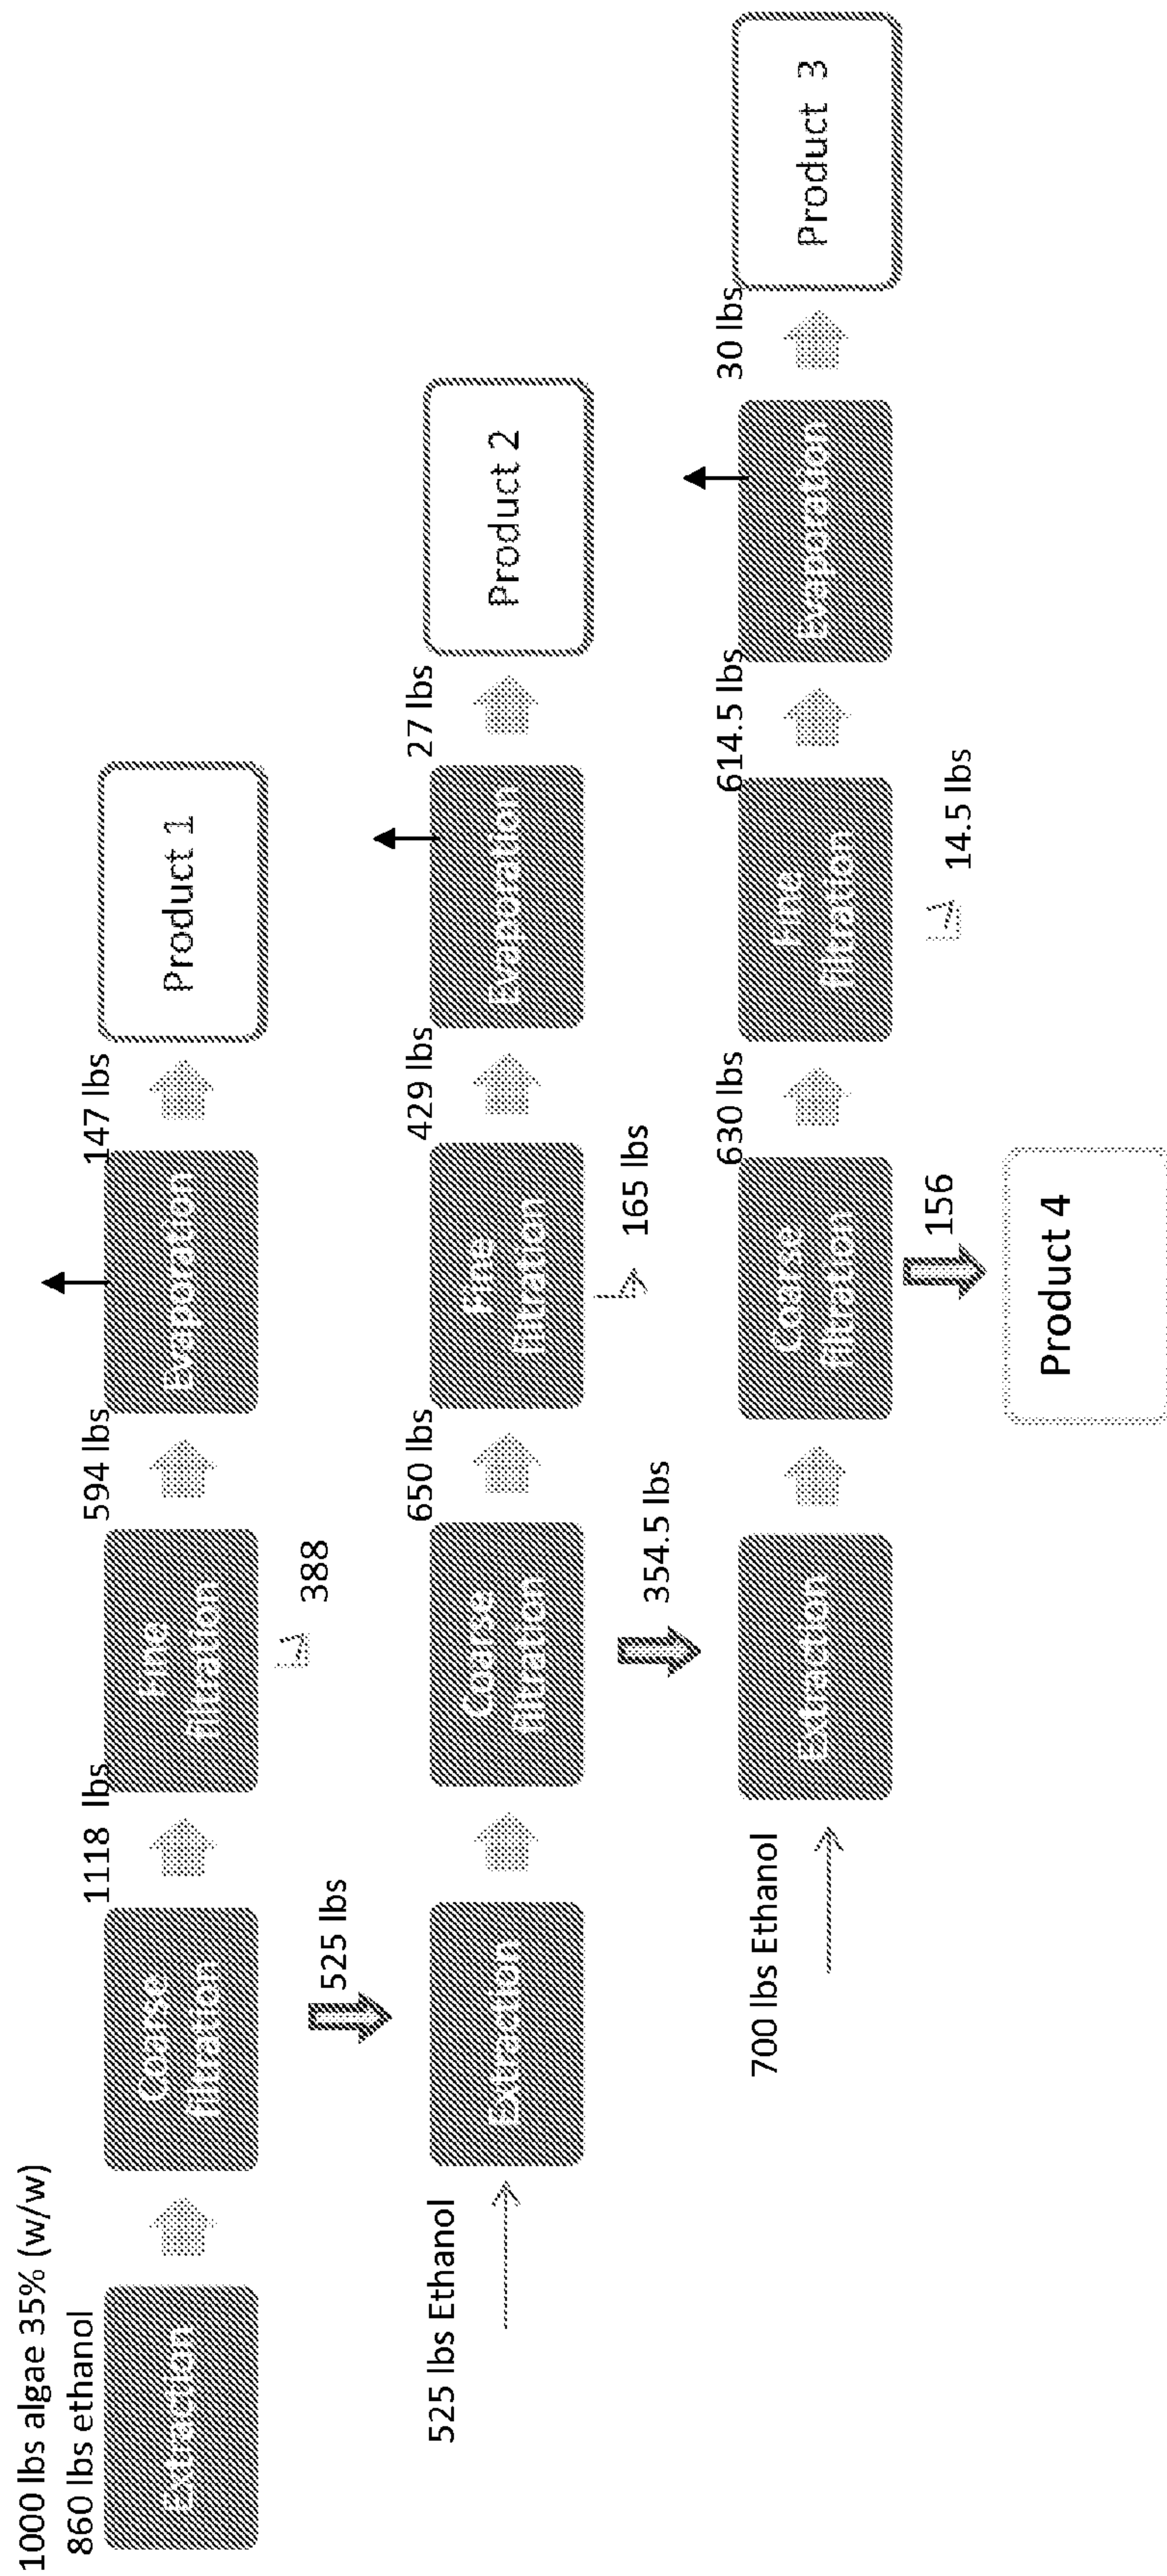 1000 lbs algae 35% (w/w)
860 lbs ethanol
Extraction
Coarse
filtration
1118 lbs
Fine
filtration
388
594 lbs
Evaporation
147 lbs
Product 1
525 lbs
525 lbs Ethanol
Extraction
Coarse
filtration
650 lbs
Fine
filtration
165 lbs
429 lbs
Evaporation
27 lbs
Product 2
354.5 lbs
700 lbs Ethanol
Extraction
Coarse
filtration
630 lbs
Fine
filtration
14.5 lbs
614.5 lbs
Evaporation
30 lbs
Product 3
156
Product 4